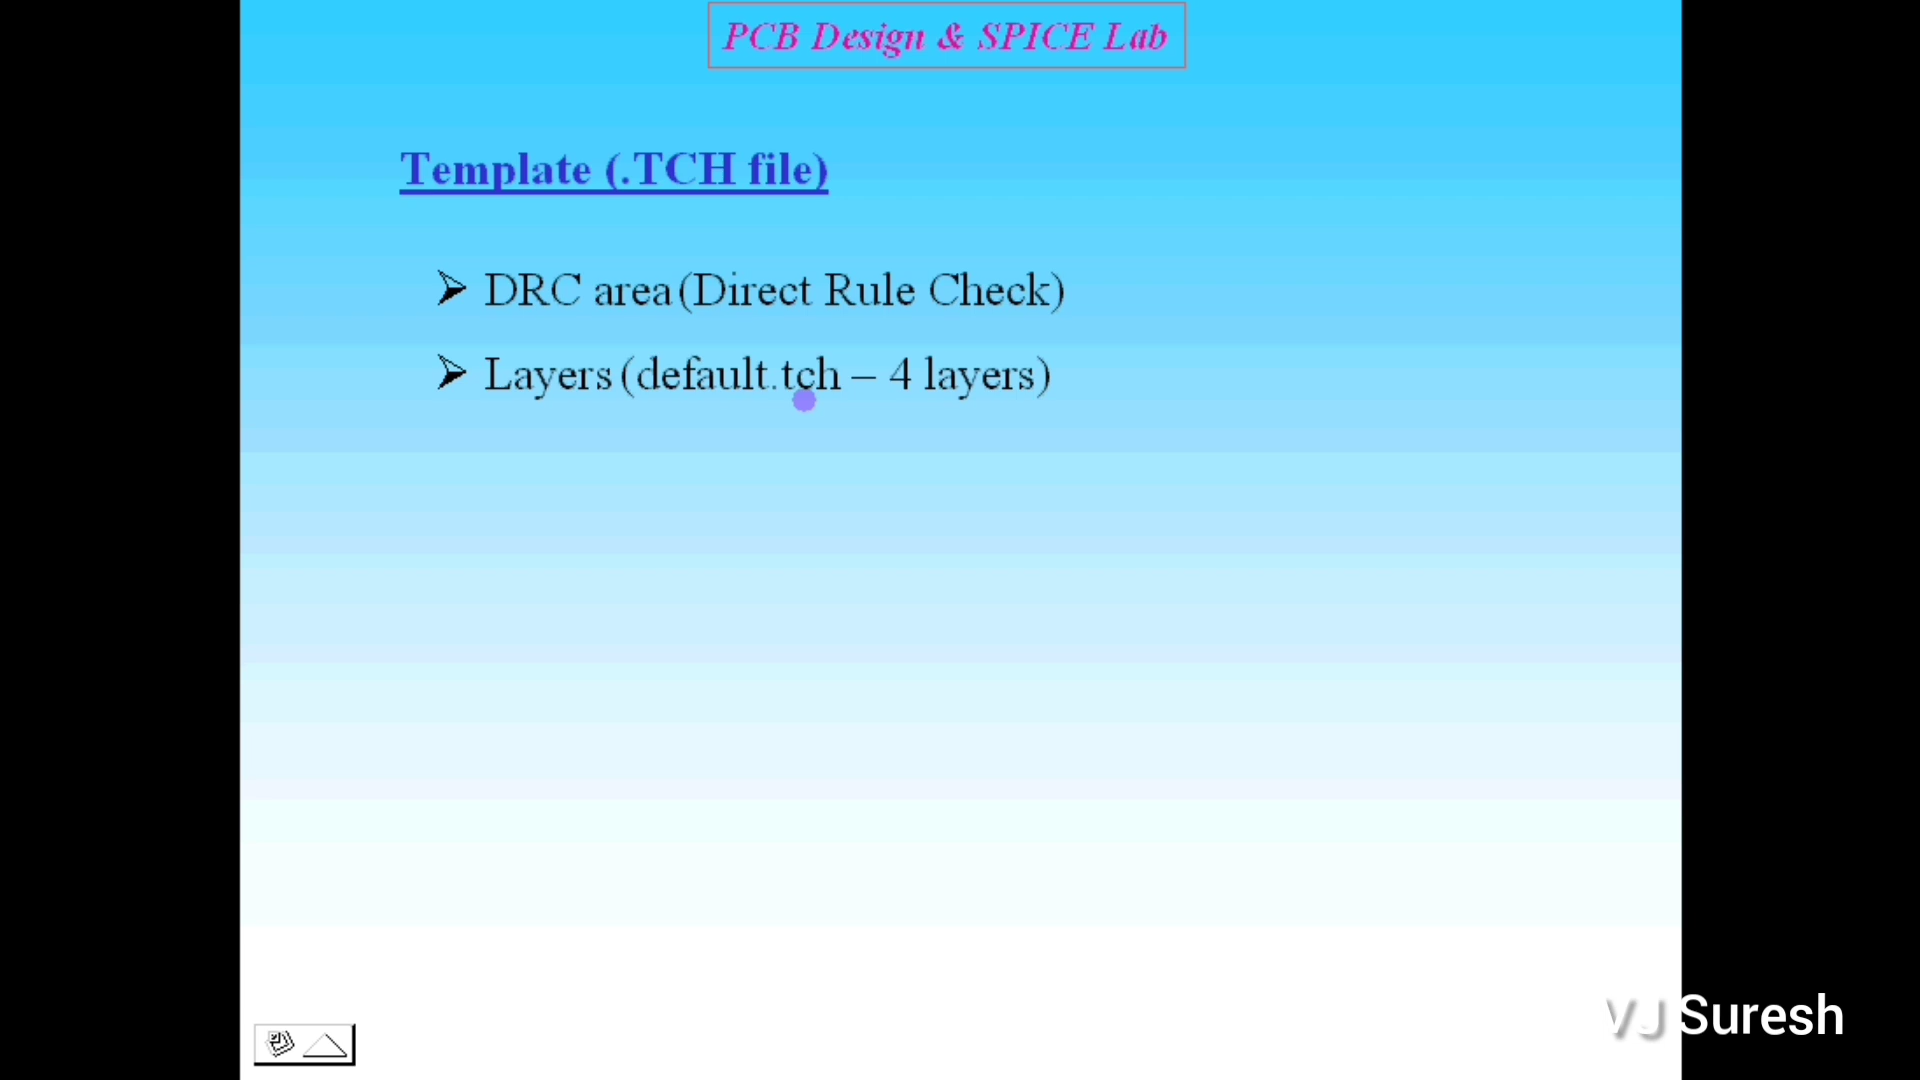 PCB Design & SPICE Lab
Template (.TCH file)
➢ DRC area (Direct Rule Check)
➢ Layers (default.tch – 4 layers)
VJ Suresh